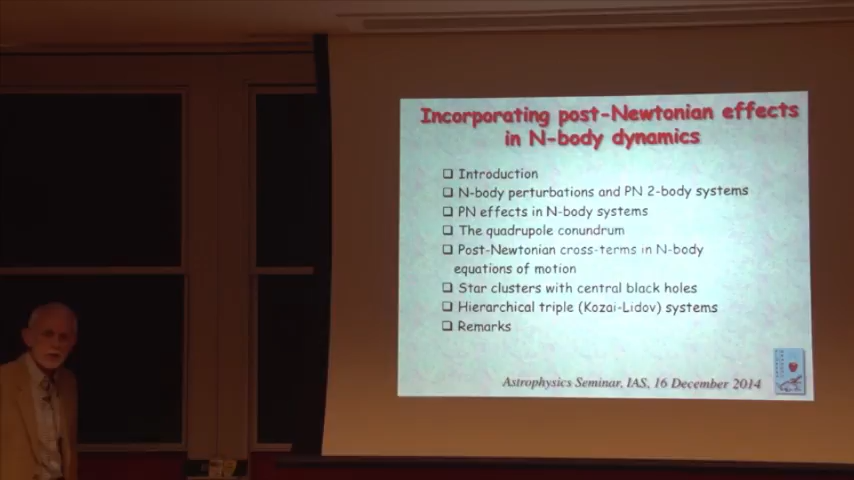 Incorporating post-Newtonian effects
in N-body dynamics
Introduction
N-body perturbations and PN 2-body systems
PN effects in N-body systems
The quadrupole conundrum
Post-Newtonian cross-terms in N-body
equations of motion
Star clusters with central black holes
Hierarchical triple (Kozai-Lidov) systems
Remarks
Astrophysics Seminar, IAS, 16 December 2014